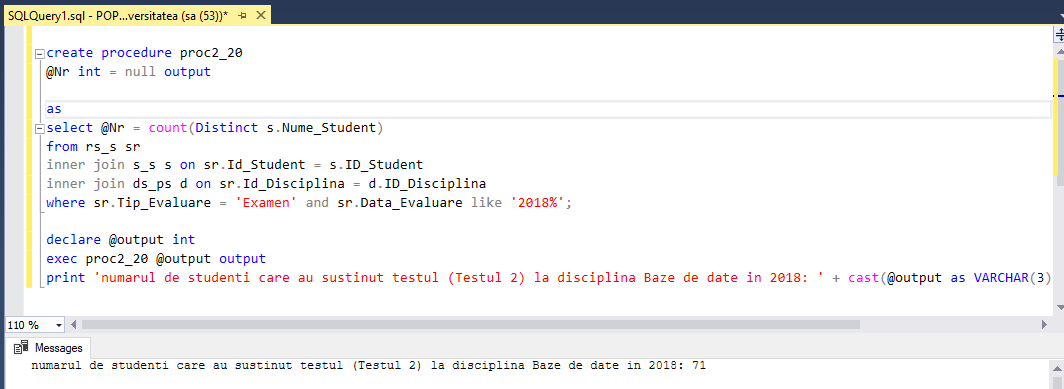 SQLQuery1.sql - POP...versitatea (sa (53))*
create procedure proc2_20
@Nr int = null output
as
select @Nr = count(Distinct s.Nume_Student)
from rs_s sr
inner join s_s s on sr.Id_Student = s.ID_Student
inner join ds_ps d on sr.Id_Disciplina = d.ID_Disciplina
where sr.Tip_Evaluare = 'Examen' and sr.Data_Evaluare like '2018%';
declare @output int
exec proc2_20 @output output
print 'numarul de studenti care au sustinut testul (Testul 2) la disciplina Baze de date in 2018: ' + cast(@output as VARCHAR(3)
110 %
Messages
numarul de studenti care au sustinut testul (Testul 2) la disciplina Baze de date in 2018: 71